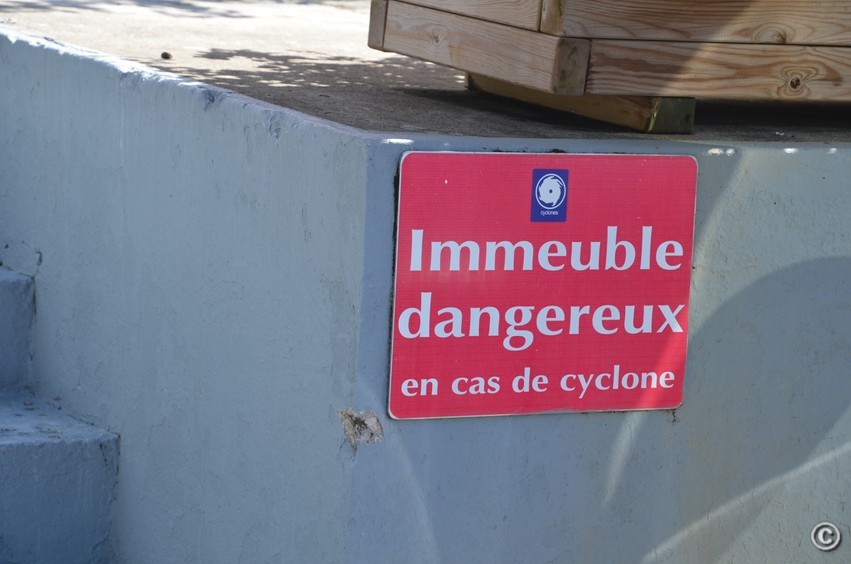 cyclones
Immeuble
dangereux
en cas de cyclone
©